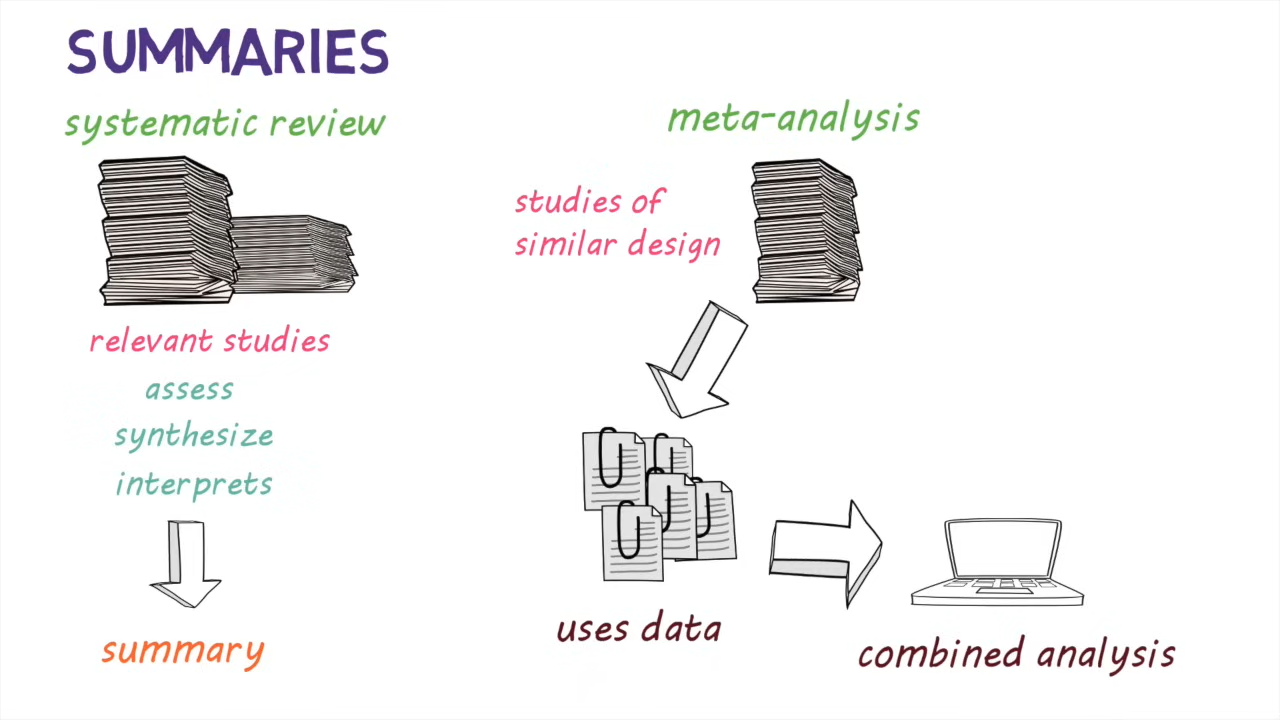 SUMMARIES
systematic review
relevant studies
assess
synthesize
interprets
summary
meta-analysis
studies of
similar design
uses data
combined analysis